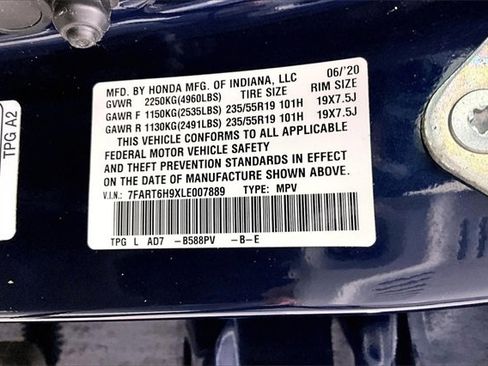 MFD. BY HONDA MFG. OF INDIANA, LLC 06/'20
GVWR 2250KG(4960LBS) TIRE SIZE RIM SIZE
GAWR F 1150KG(2535LBS) 235/55R19 101H 19X7.5J
GAWR R 1130KG(2491LBS) 235/55R19 101H 19X7.5J
THIS VEHICLE CONFORMS TO ALL APPLICABLE
FEDERAL MOTOR VEHICLE SAFETY
AND THEFT PREVENTION STANDARDS IN EFFECT
ON THE DATE OF MANUFACTURE SHOWN ABOVE.
V.I.N.: 7FART6H9XLE007889 TYPE: MPV
TPG L AD7 -B588PV -B-E
TPG A2